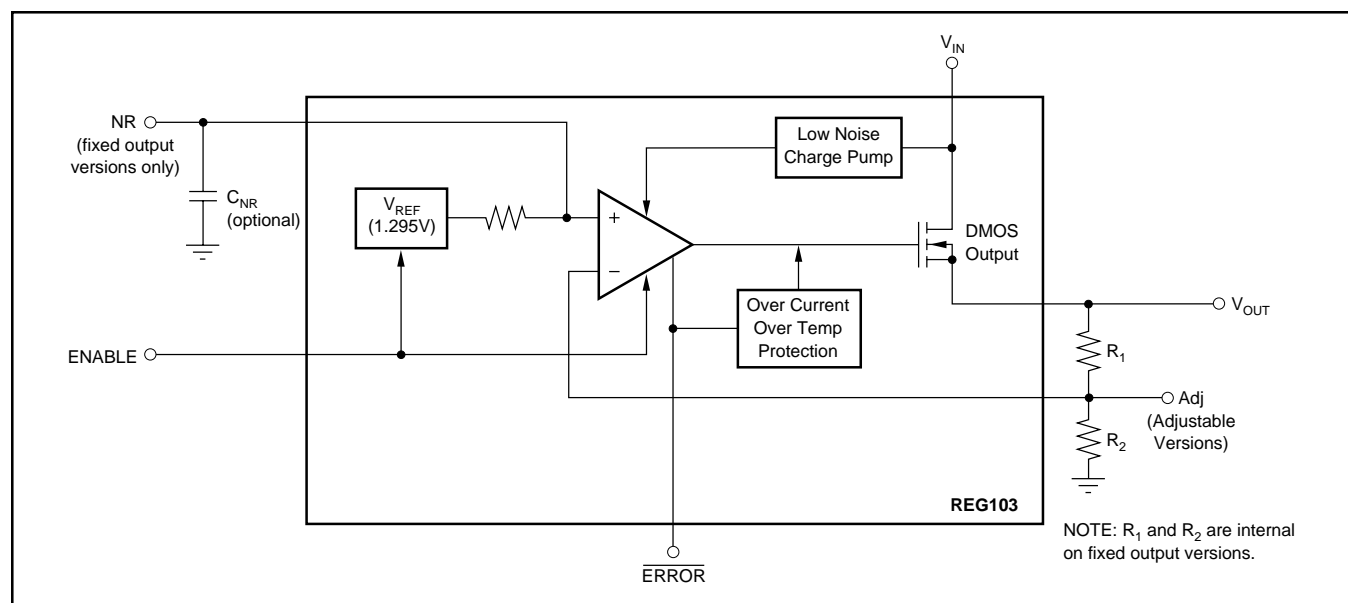 V_IN
NR
(fixed output
versions only)
C_NR
(optional)
V_REF
(1.295V)
+
−
Low Noise
Charge Pump
DMOS
Output
Over Current
Over Temp
Protection
V_OUT
R_1
ENABLE
Adj
(Adjustable
Versions)
R_2
REG103
NOTE: R_1 and R_2 are internal
on fixed output versions.
ERROR